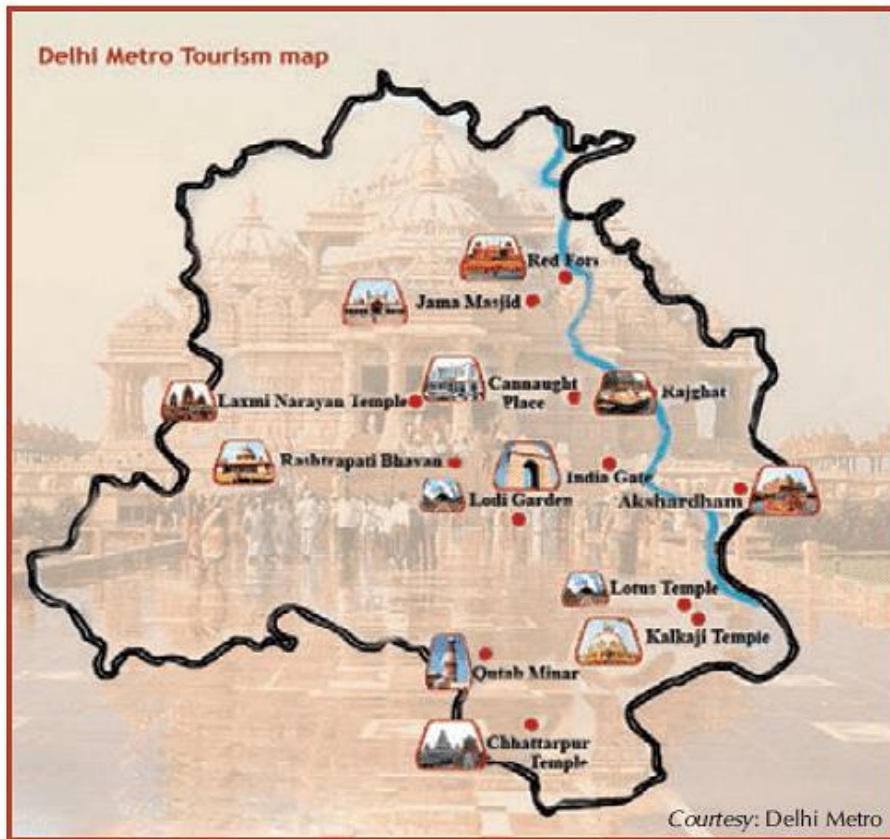 Delhi Metro Tourism map
Red Fors
Jama Masjid
Laxmi Narayan Temple
Cannaught
Place
Rajghat
Rashtrapati Bhavan
India Gate
Lodi Garden
Akshardham
Lotus Temple
Kalkaji Temple
Qutab Minar
Chhattarpur
Temple
Courtesy: Delhi Metro